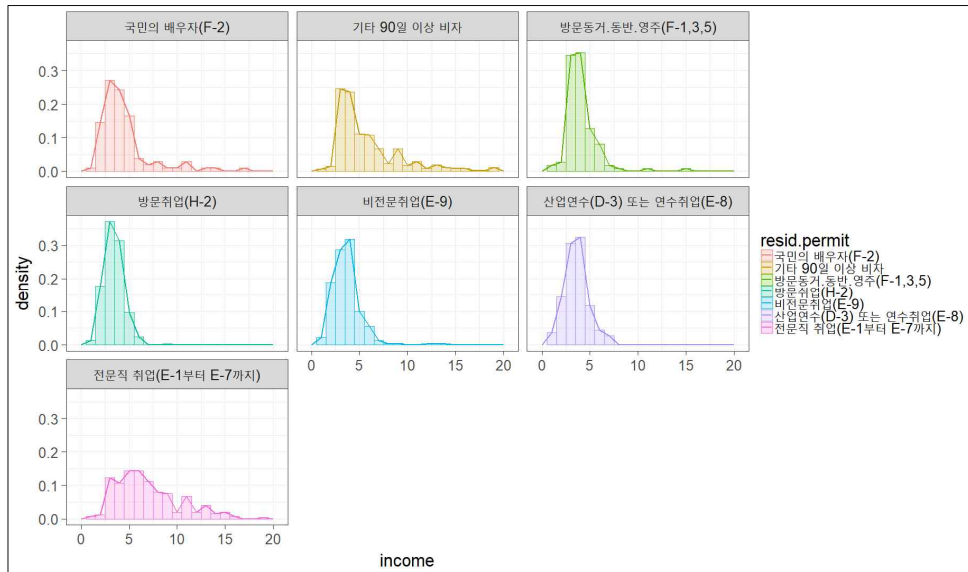 국민의 배우자(F-2)
기타 90일 이상 비자
방문동거.동반.영주(F-1,3,5)
0.3
0.2
0.1
0.0
방문취업(H-2)
비전문취업(E-9)
산업연수(D-3) 또는 연수취업(E-8)
0.3
0.2
0.1
0.0
density
0 5 10 15 20
0 5 10 15 20
전문직 취업(E-1부터 E-7까지)
0.3
0.2
0.1
0.0
0 5 10 15 20
income
resid.permit
국민의 배우자(F-2)
기타 90일 이상 비자
방문동거.동반.영주(F-1,3,5)
방문취업(H-2)
비전문취업(E-9)
산업연수(D-3) 또는 연수취업(E-8)
전문직 취업(E-1부터 E-7까지)